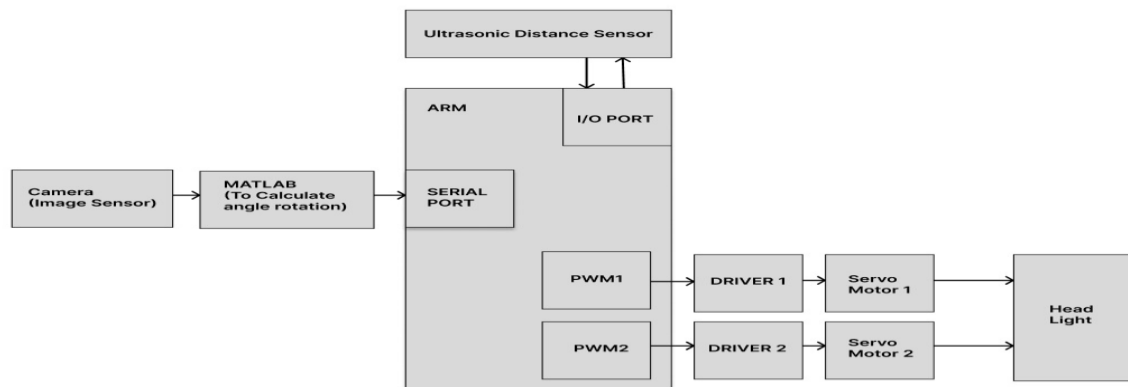 Ultrasonic Distance Sensor
ARM
I/O PORT
Camera
(Image Sensor)
MATLAB
(To Calculate
angle rotation)
SERIAL
PORT
PWM1
DRIVER 1
Servo
Motor 1
Head
Light
PWM2
DRIVER 2
Servo
Motor 2